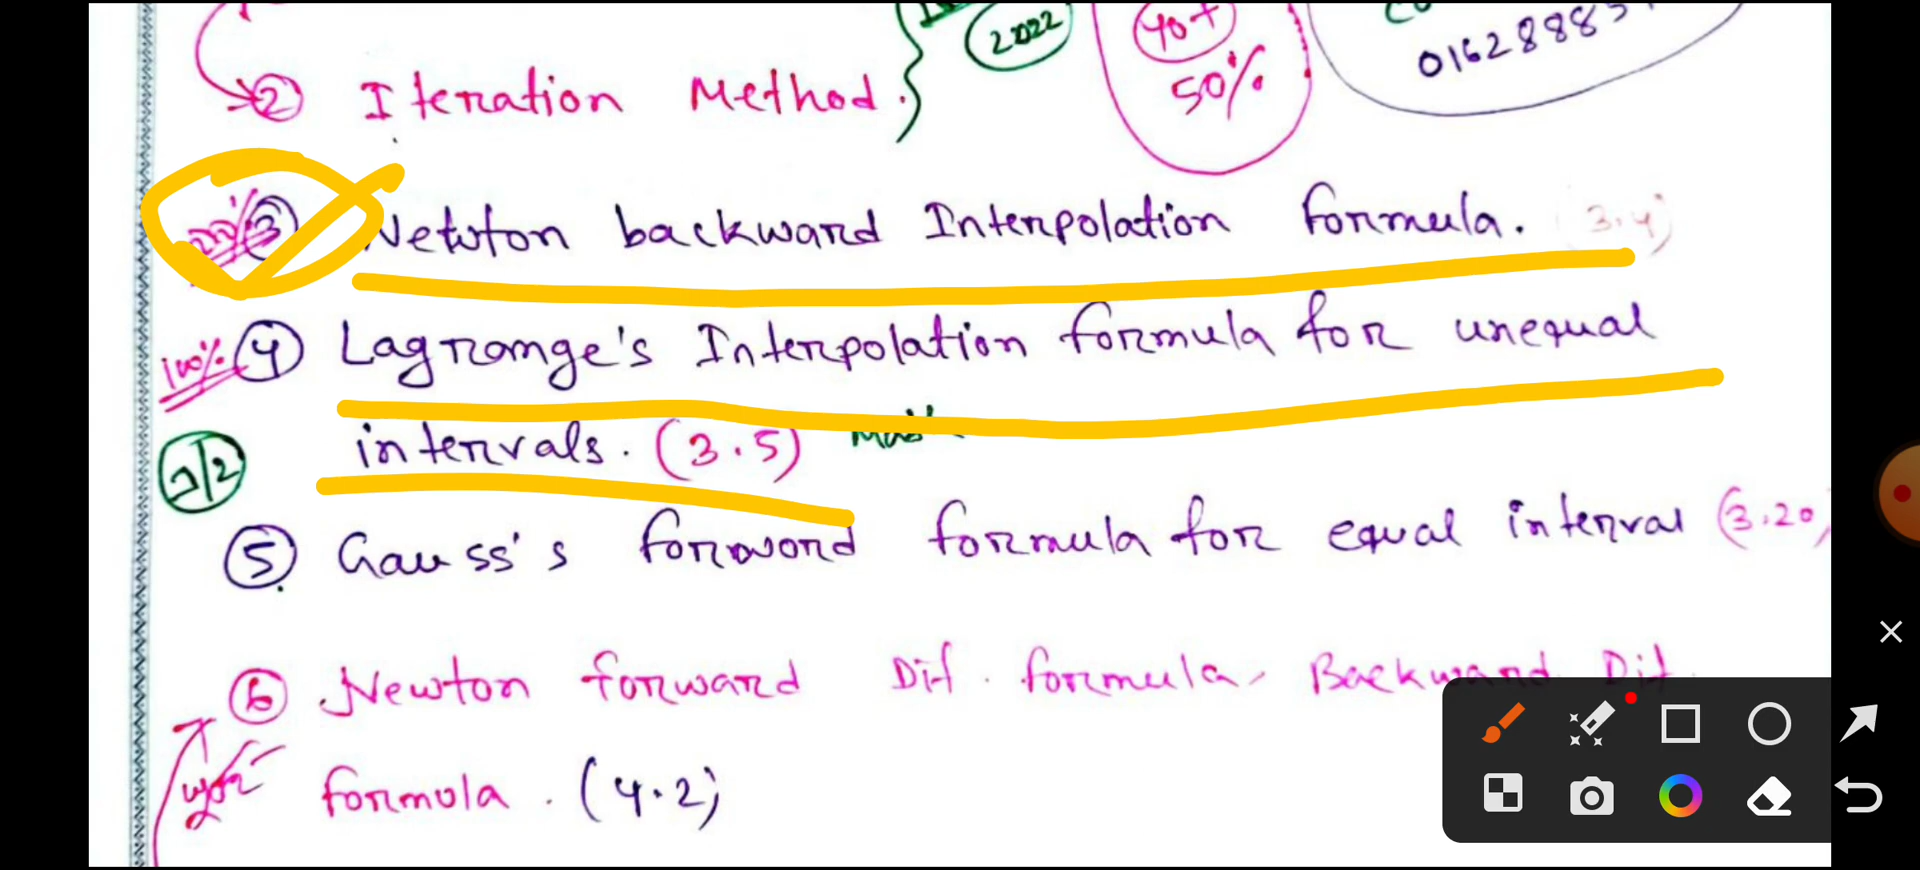 2022
40+
50%
01628885
② Iteration Method.
③ Newton backward Interpolation formula. (3.4)
100% ④ Lagrange's Interpolation formula for unequal
intervals. (3.5)
2/2
⑤ Gauss's forword formula for equal interval (3.20)
⑥ Newton forward Dif. formula, Backward Dif.
formula. (4.2)